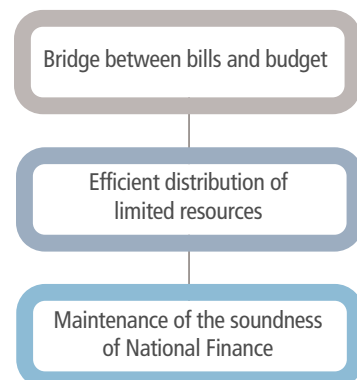 Bridge between bills and budget
Efficient distribution of
limited resources
Maintenance of the soundness
of National Finance